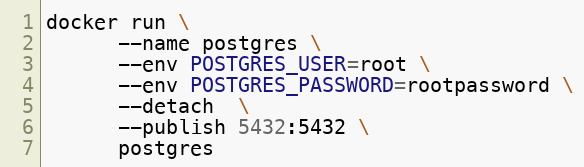 1 docker run \
2 --name postgres \
3 --env POSTGRES_USER=root \
4 --env POSTGRES_PASSWORD=rootpassword \
5 --detach  \
6 --publish 5432:5432 \
7 postgres